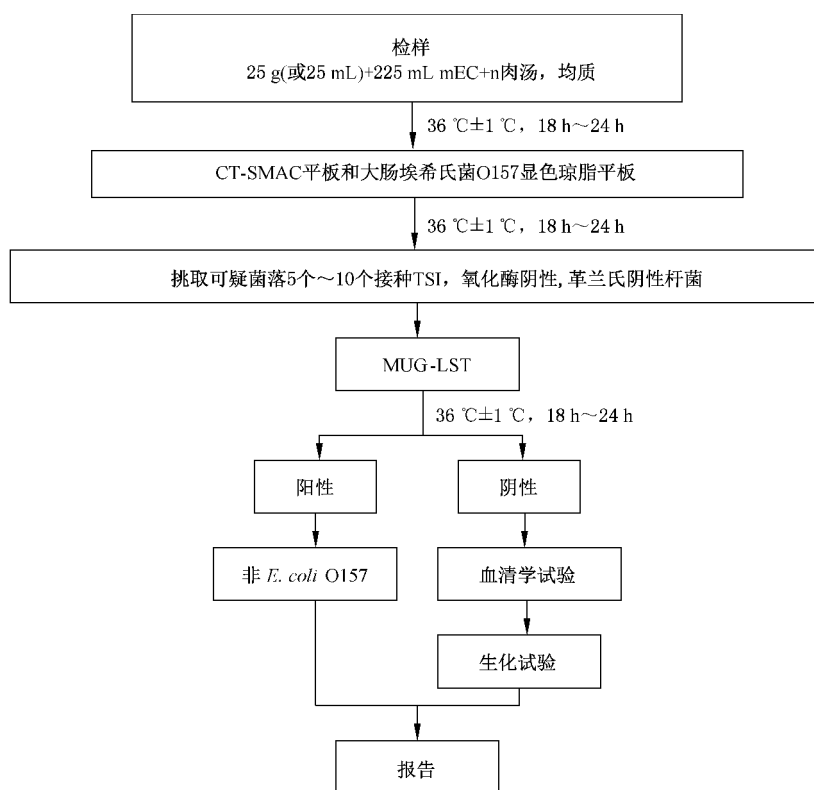 检样
25 g(或25 mL)+225 mL mEC+n肉汤，均质
36 ℃±1 ℃，18 h～24 h
CT-SMAC平板和大肠埃希氏菌O157显色琼脂平板
36 ℃±1 ℃，18 h～24 h
挑取可疑菌落5个～10个接种TSI，氧化酶阴性,革兰氏阴性杆菌
MUG-LST
36 ℃±1 ℃，18 h～24 h
阳性
阴性
非 E. coli O157
血清学试验
生化试验
报告